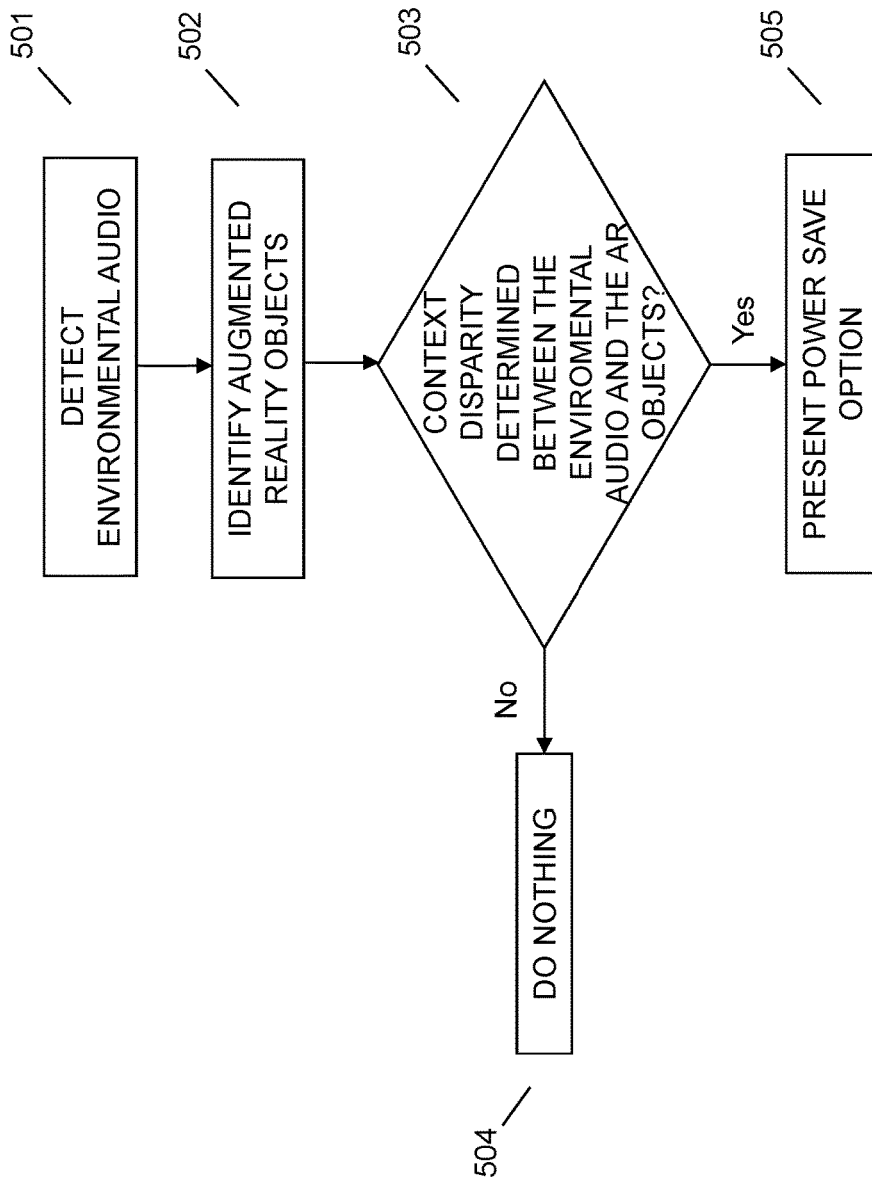 501
DETECT
ENVIRONMENTAL AUDIO
502
IDENTIFY AUGMENTED
REALITY OBJECTS
503
CONTEXT
DISPARITY
DETERMINED
BETWEEN THE
ENVIROMENTAL
AUDIO AND THE AR
OBJECTS?
No
DO NOTHING
504
Yes
505
PRESENT POWER SAVE
OPTION